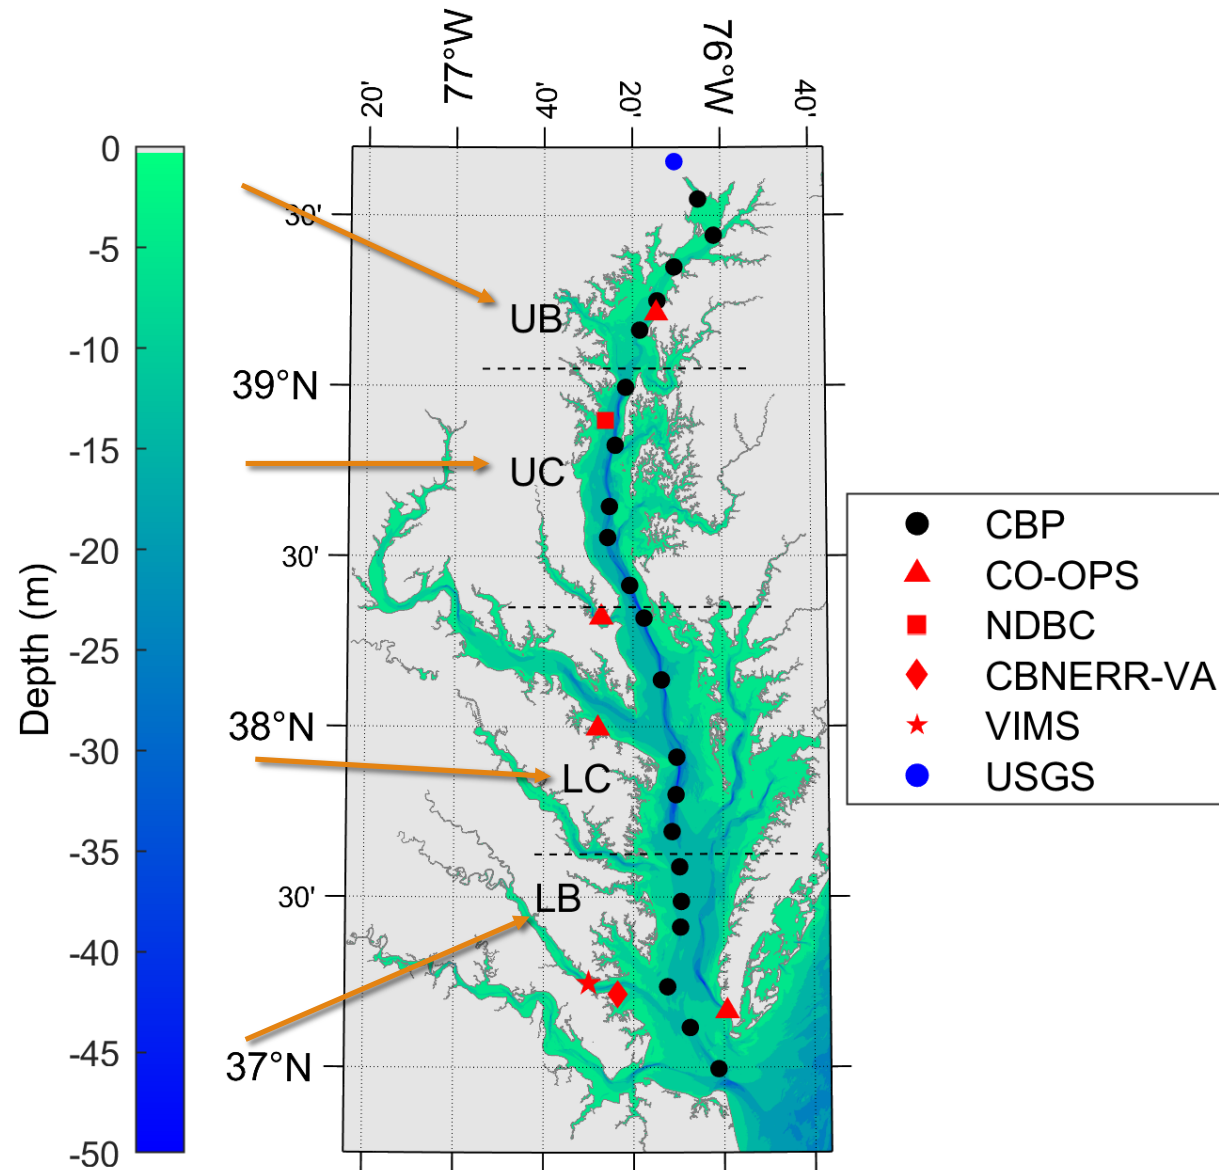 20'
77°W
40'
20'
76°W
40'
0
-5
-10
-15
-20
-25
-30
-35
-40
-45
-50
Depth (m)
30'
39°N
30'
38°N
30'
37°N
UB
UC
LC
LB
CBP
CO-OPS
NDBC
CBNERR-VA
VIMS
USGS